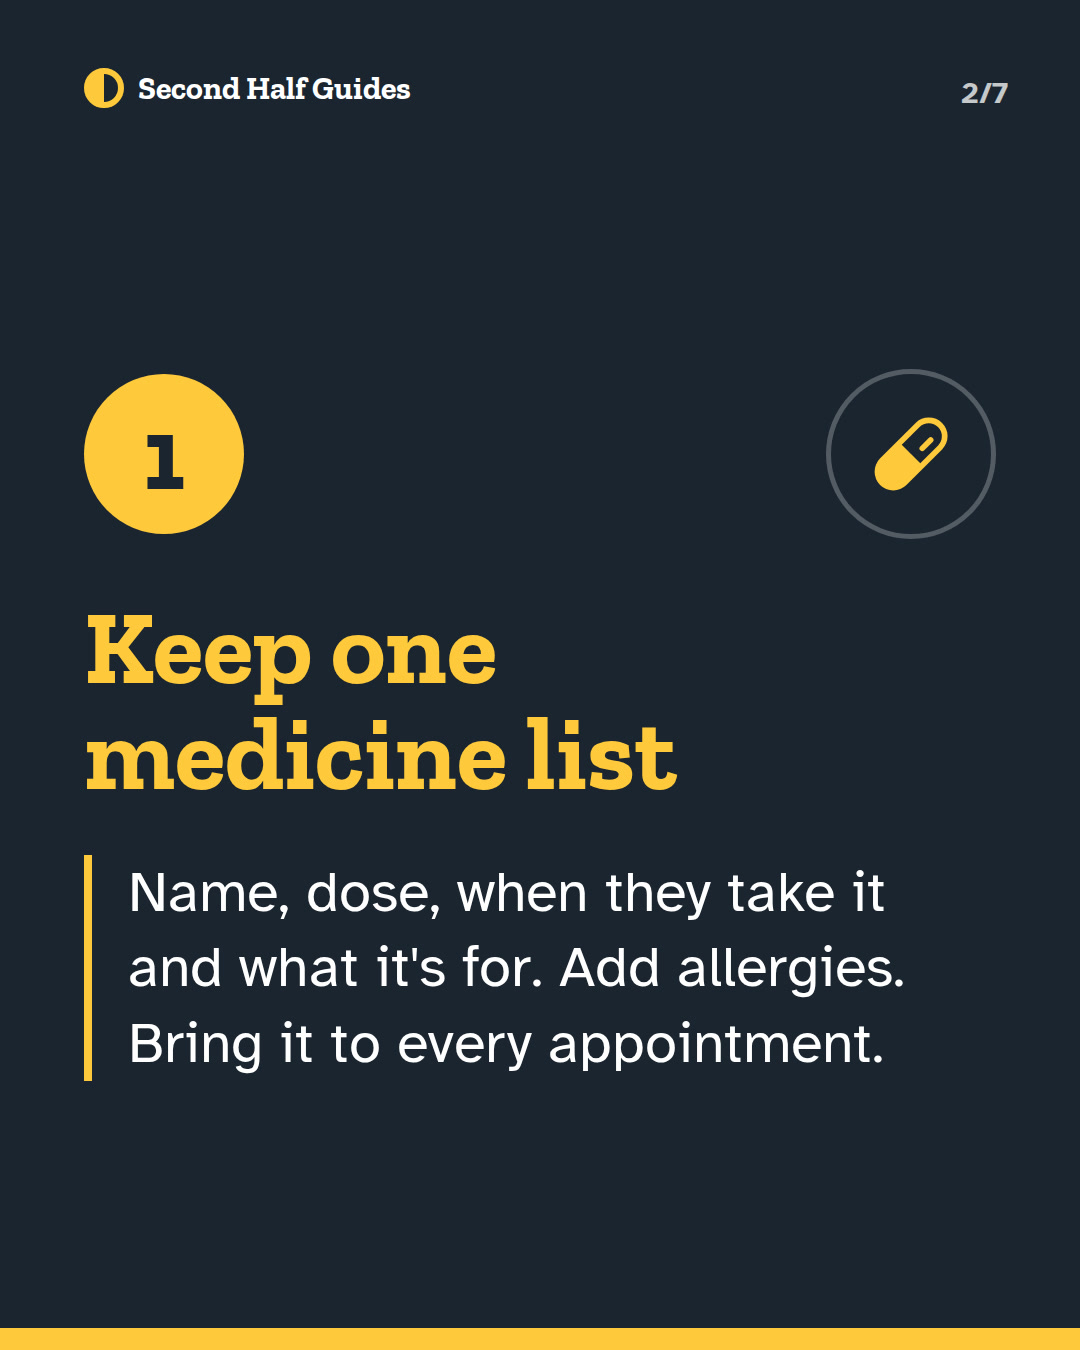 Second Half Guides
2/7
1
Keep one
medicine list
Name, dose, when they take it
and what it's for. Add allergies.
Bring it to every appointment.